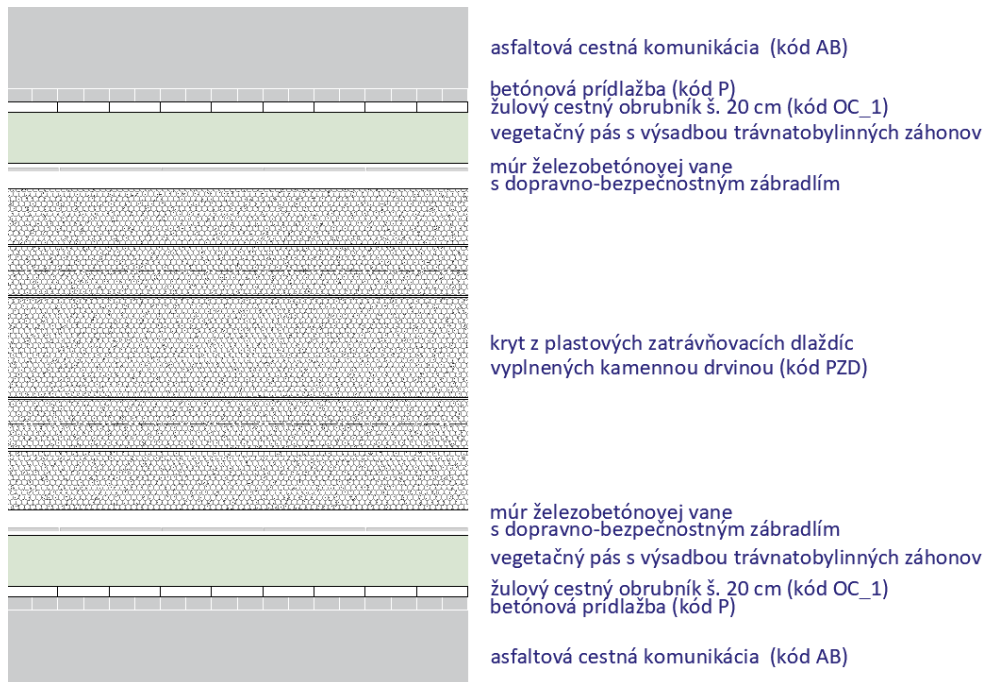 asfaltová cestná komunikácia  (kód AB)
betónová prídlažba (kód P)
žulový cestný obrubník š. 20 cm (kód OC_1)
vegetačný pás s výsadbou trávnatobylinných záhonov
múr železobetónovej vane
s dopravno-bezpečnostným zábradlím
kryt z plastových zatrávňovacích dlaždíc
vyplnených kamennou drvinou (kód PZD)
múr železobetónovej vane
s dopravno-bezpečnostným zábradlím
vegetačný pás s výsadbou trávnatobylinných záhonov
žulový cestný obrubník š. 20 cm (kód OC_1)
betónová prídlažba (kód P)
asfaltová cestná komunikácia  (kód AB)